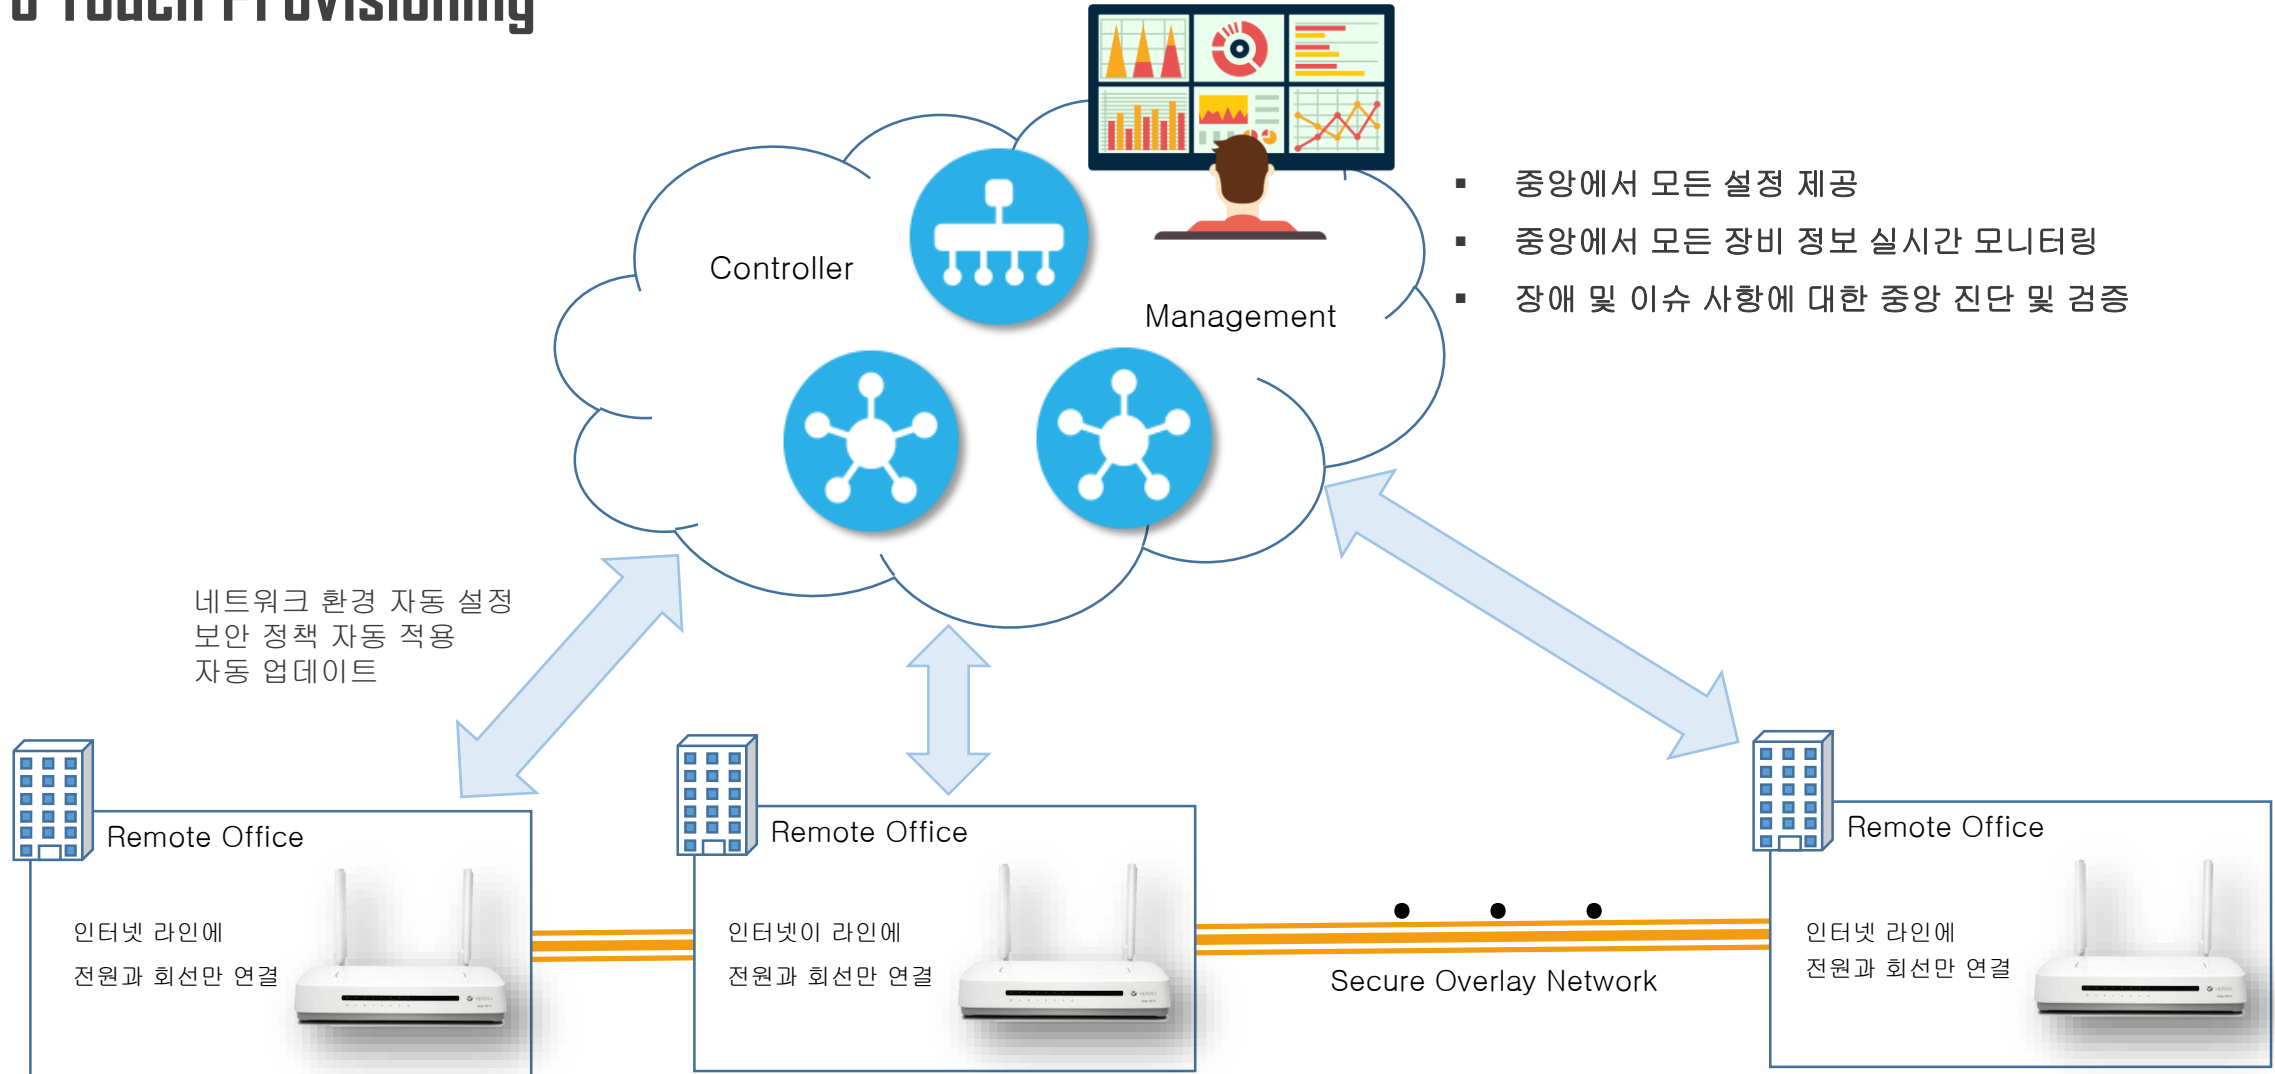 Touch Provisioning
중앙에서 모든 설정 제공
중앙에서 모든 장비 정보 실시간 모니터링
장애 및 이슈 사항에 대한 중앙 진단 및 검증
Controller
Management
네트워크 환경 자동 설정
보안 정책 자동 적용
자동 업데이트
Remote Office
인터넷 라인에
전원과 회선만 연결
Remote Office
인터넷이 라인에
전원과 회선만 연결
Secure Overlay Network
Remote Office
인터넷 라인에
전원과 회선만 연결